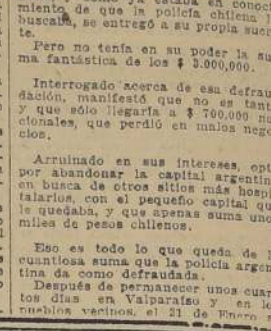 miento de que la policía chilena
buscaba, se entregó a su propia suer
te.
Pero no tenía en su poder la su
ma fantástica de los $ 3.000,000.
Interrogado acerca de esa defrau
dación, manifestó que no es tant
y que sólo llegaría a $ 700.000 na
cionales, que perdió en malos nego
cios.
Arruinado en sus intereses, opt
por abandonar la capital argentin
en busca de otros sitios más hosp
talarios, con el pequeño capital qu
le quedaba, y que apenas suma uno
miles de pesos chilenos.
Eso es todo lo que queda de
cuantiosa suma que la policía argen
tina da como defraudada.
Después de permanecer unos cuan
tos días en Valparaíso y en lo
pueblos vecinos, el 21 de Enero